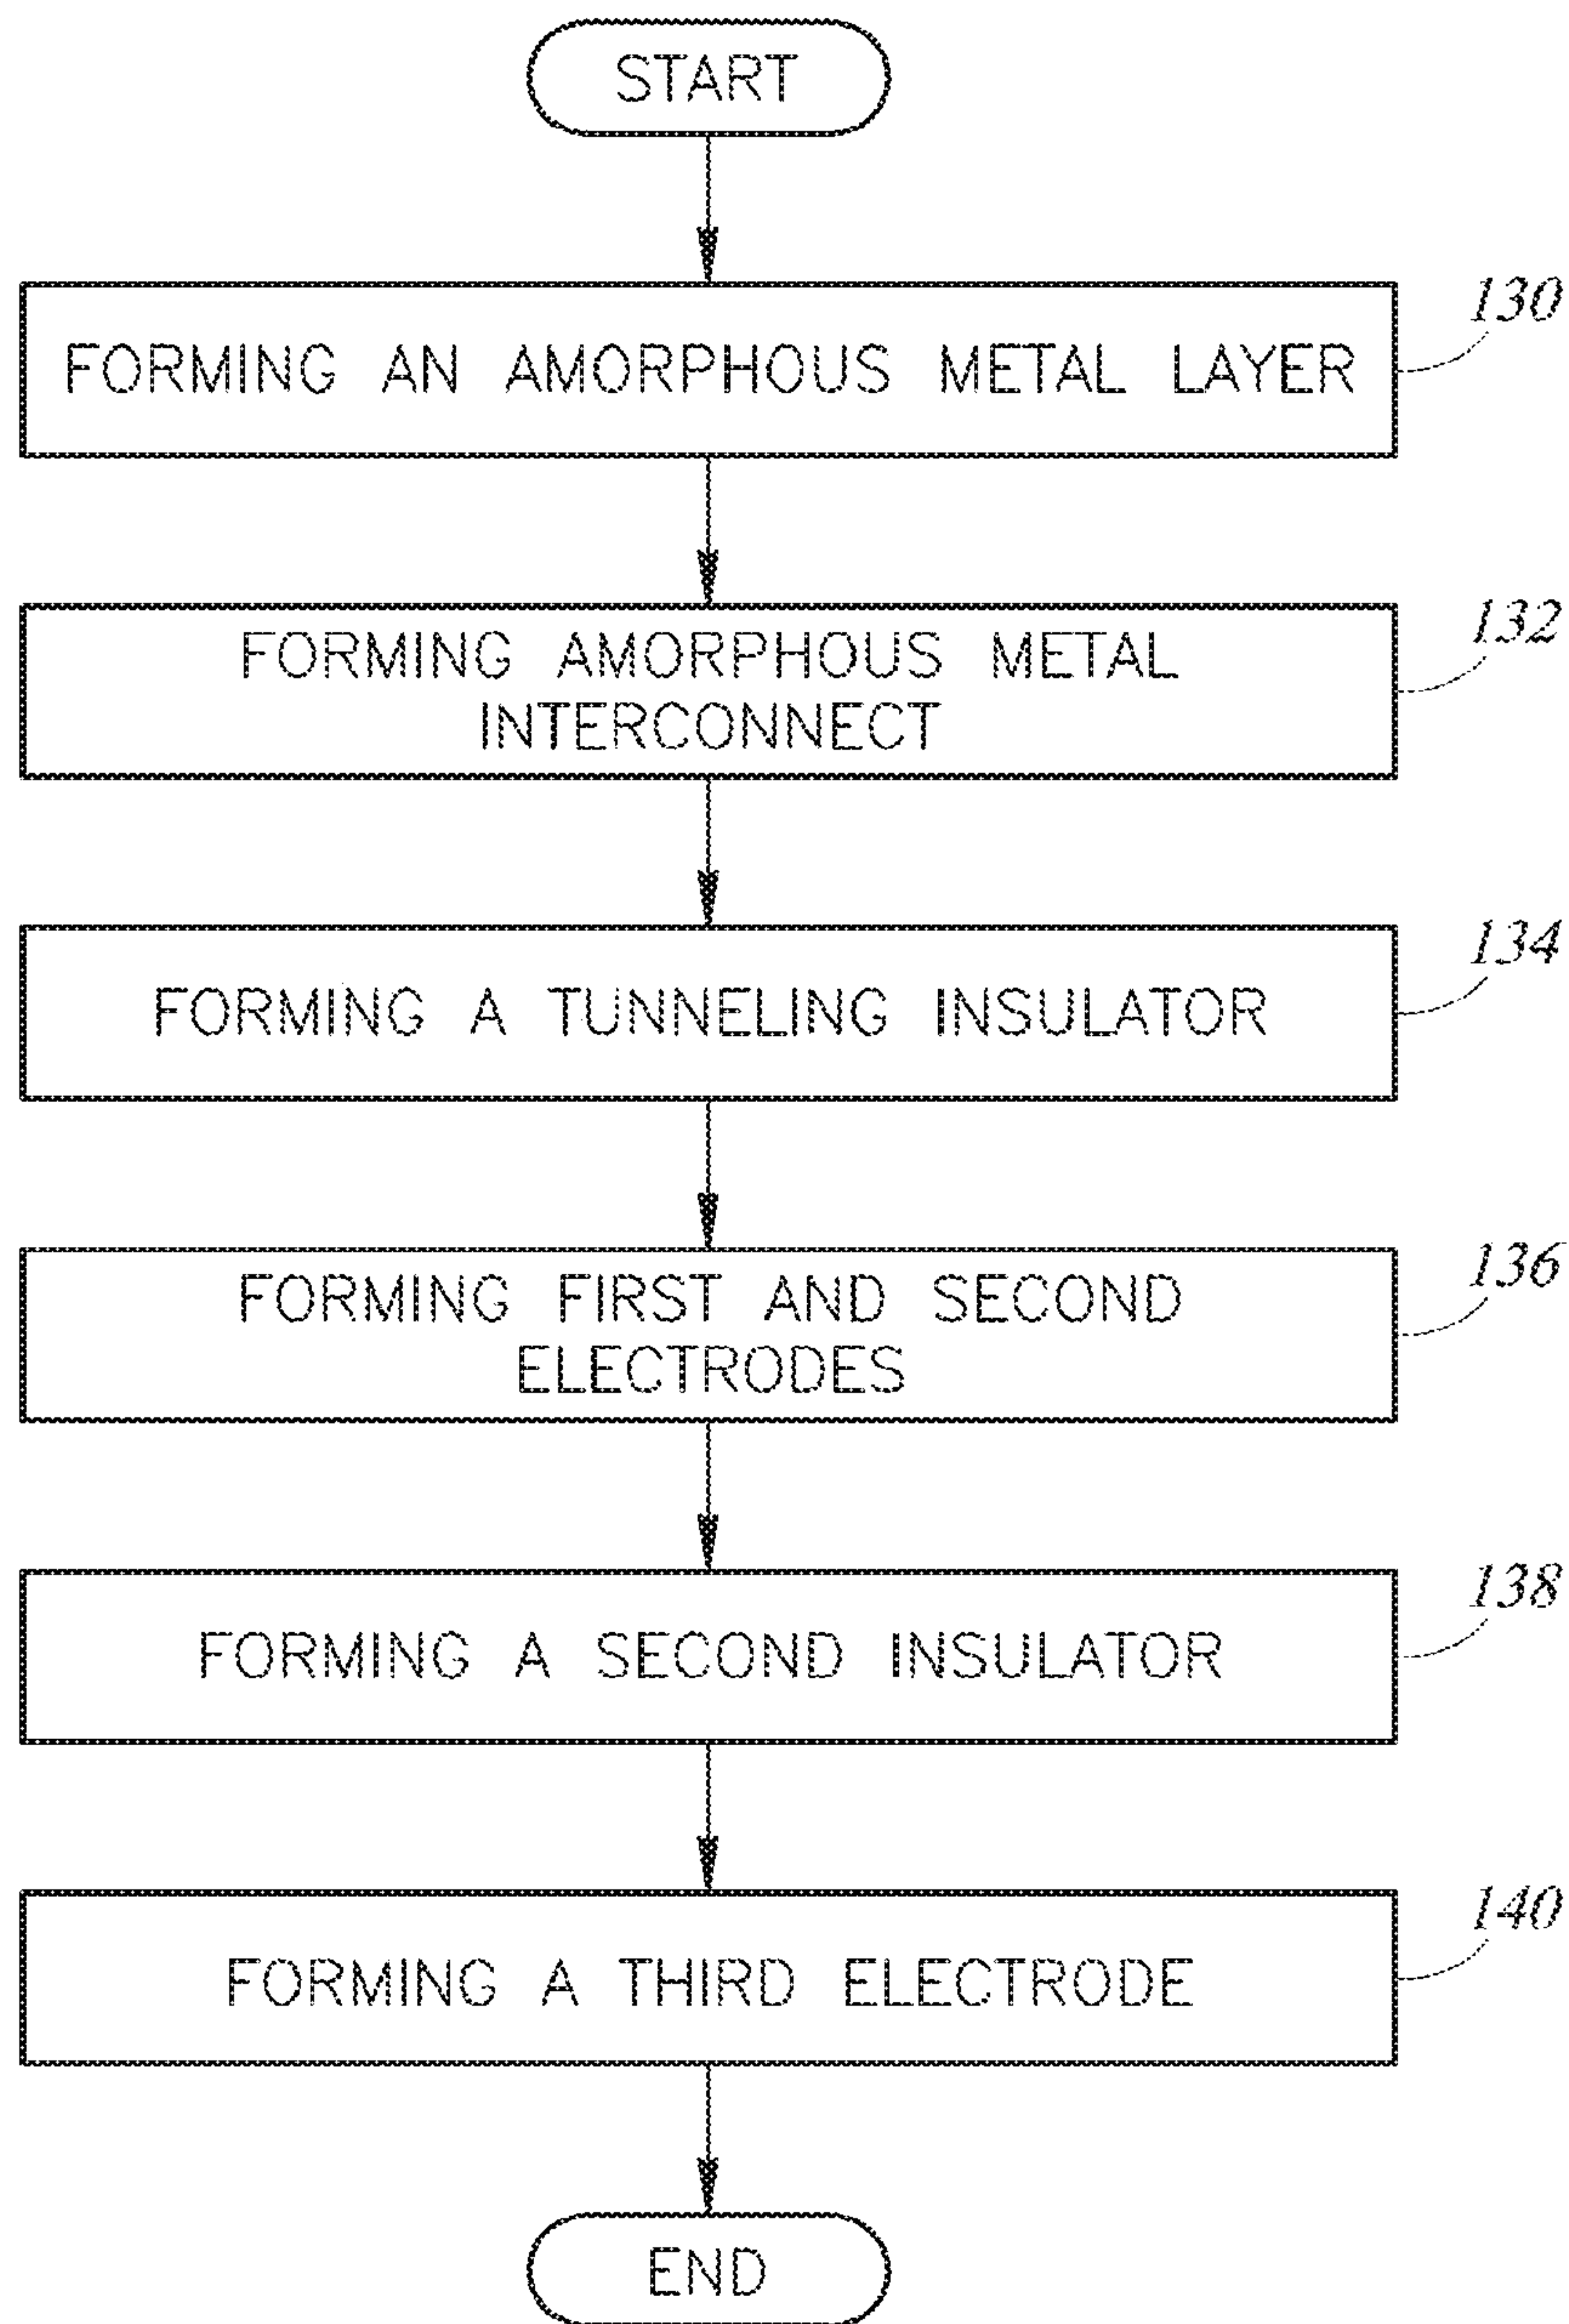 START
130
FORMING AN AMORPHOUS METAL LAYER
132
FORMING AMORPHOUS METAL
INTERCONNECT
134
FORMING A TUNNELING INSULATOR
136
FORMING FIRST AND SECOND
ELECTRODES
138
FORMING A SECOND INSULATOR
140
FORMING A THIRD ELECTRODE
END